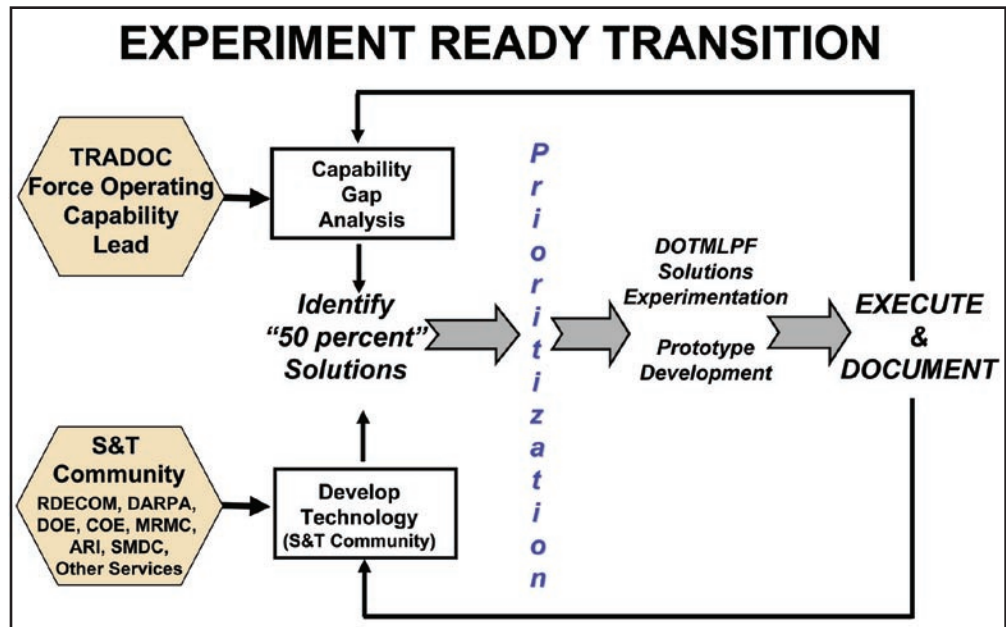 EXPERIMENT READY TRANSITION
TRADOC
Force Operating
Capability
Lead
Capability
Gap
Analysis
Identify
“50 percent”
Solutions
S&T
Community
RDECOM, DARPA,
DOE, COE, MRMC,
ARI, SMDC,
Other Services
Develop
Technology
(S&T Community)
Prioritization
DOTMLPF
Solutions
Experimentation
Prototype
Development
EXECUTE
&
DOCUMENT